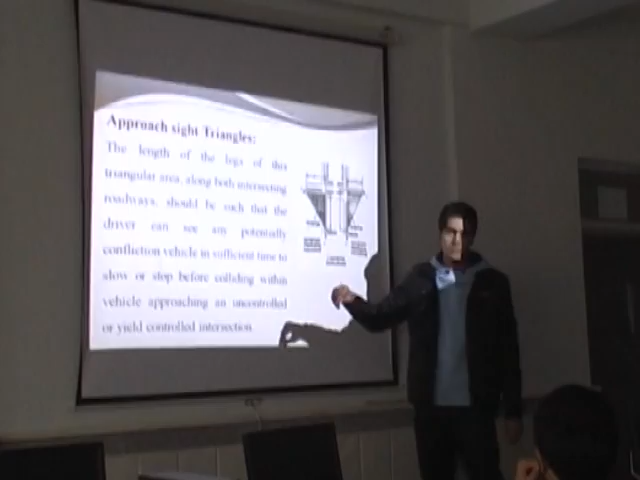 Approach sight Triangles:
The length of the legs of this
triangular area, along both intersecting
roadways, should be such that the
driver can see any potentially
confliction vehicle in sufficient time to
slow or stop before colliding within
vehicle approaching an uncontrolled
or yield controlled intersection